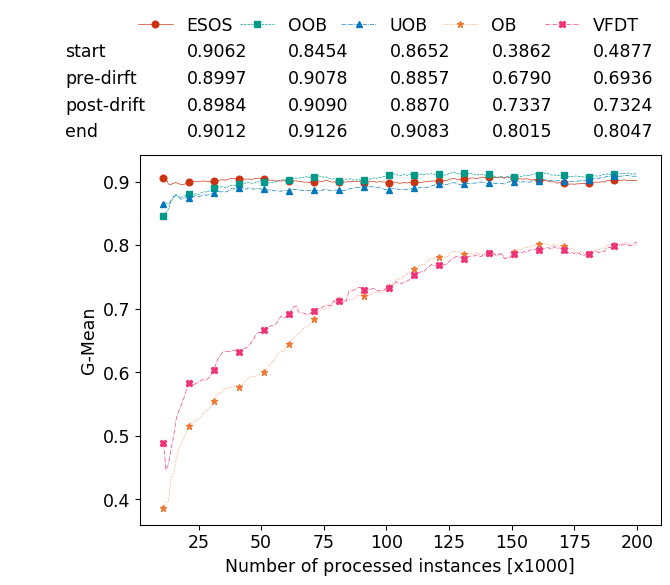 ESOS OOB UOB OB VFDT
start 0.9062 0.8454 0.8652 0.3862 0.4877
pre-dirft 0.8997 0.9078 0.8857 0.6790 0.6936
post-drift 0.8984 0.9090 0.8870 0.7337 0.7324
end 0.9012 0.9126 0.9083 0.8015 0.8047
0.9
0.8
0.7
0.6
0.5
0.4
G-Mean
25 50 75 100 125 150 175 200
Number of processed instances [x1000]